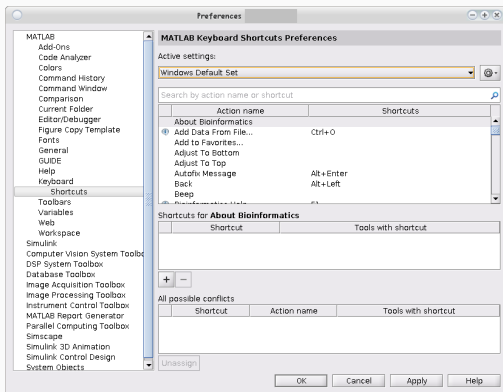 Preferences
MATLAB
Add-Ons
Code Analyzer
Colors
Command History
Command Window
Comparison
Current Folder
Editor/Debugger
Figure Copy Template
Fonts
General
GUIDE
Help
Keyboard
Shortcuts
Toolbars
Variables
Web
Workspace
Simulink
Computer Vision System Toolbo
DSP System Toolbox
Database Toolbox
Image Acquisition Toolbox
Image Processing Toolbox
Instrument Control Toolbox
MATLAB Report Generator
Parallel Computing Toolbox
Simscape
Simulink 3D Animation
Simulink Control Design
System Objects
MATLAB Keyboard Shortcuts Preferences
Active settings:
Windows Default Set
Search by action name or shortcut
Action name Shortcuts
About Bioinformatics
Add Data From File... Ctrl+O
Add to Favorites...
Adjust To Bottom
Adjust To Top
Autofix Message Alt+Enter
Back Alt+Left
Beep
Bioinformatics Help F1
Shortcuts for About Bioinformatics
Shortcut Tools with shortcut
+ −
All possible conflicts
Shortcut Action name Tools with shortcut
Unassign
OK Cancel Apply Help